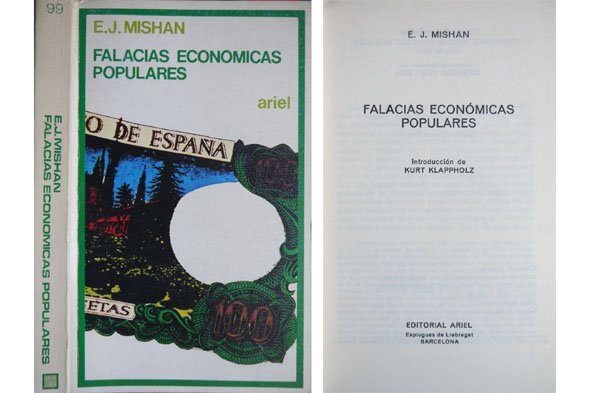 99
E.J. MISHAN
FALACIAS ECONOMICAS POPULARES
E.J. MISHAN
FALACIAS ECONOMICAS
POPULARES
ariel
O DE ESPAÑA
100
ETAS
100
E. J. MISHAN
FALACIAS ECONÓMICAS
POPULARES
Introducción de
KURT KLAPPHOLZ
EDITORIAL ARIEL
Esplugues de Llobregat
BARCELONA